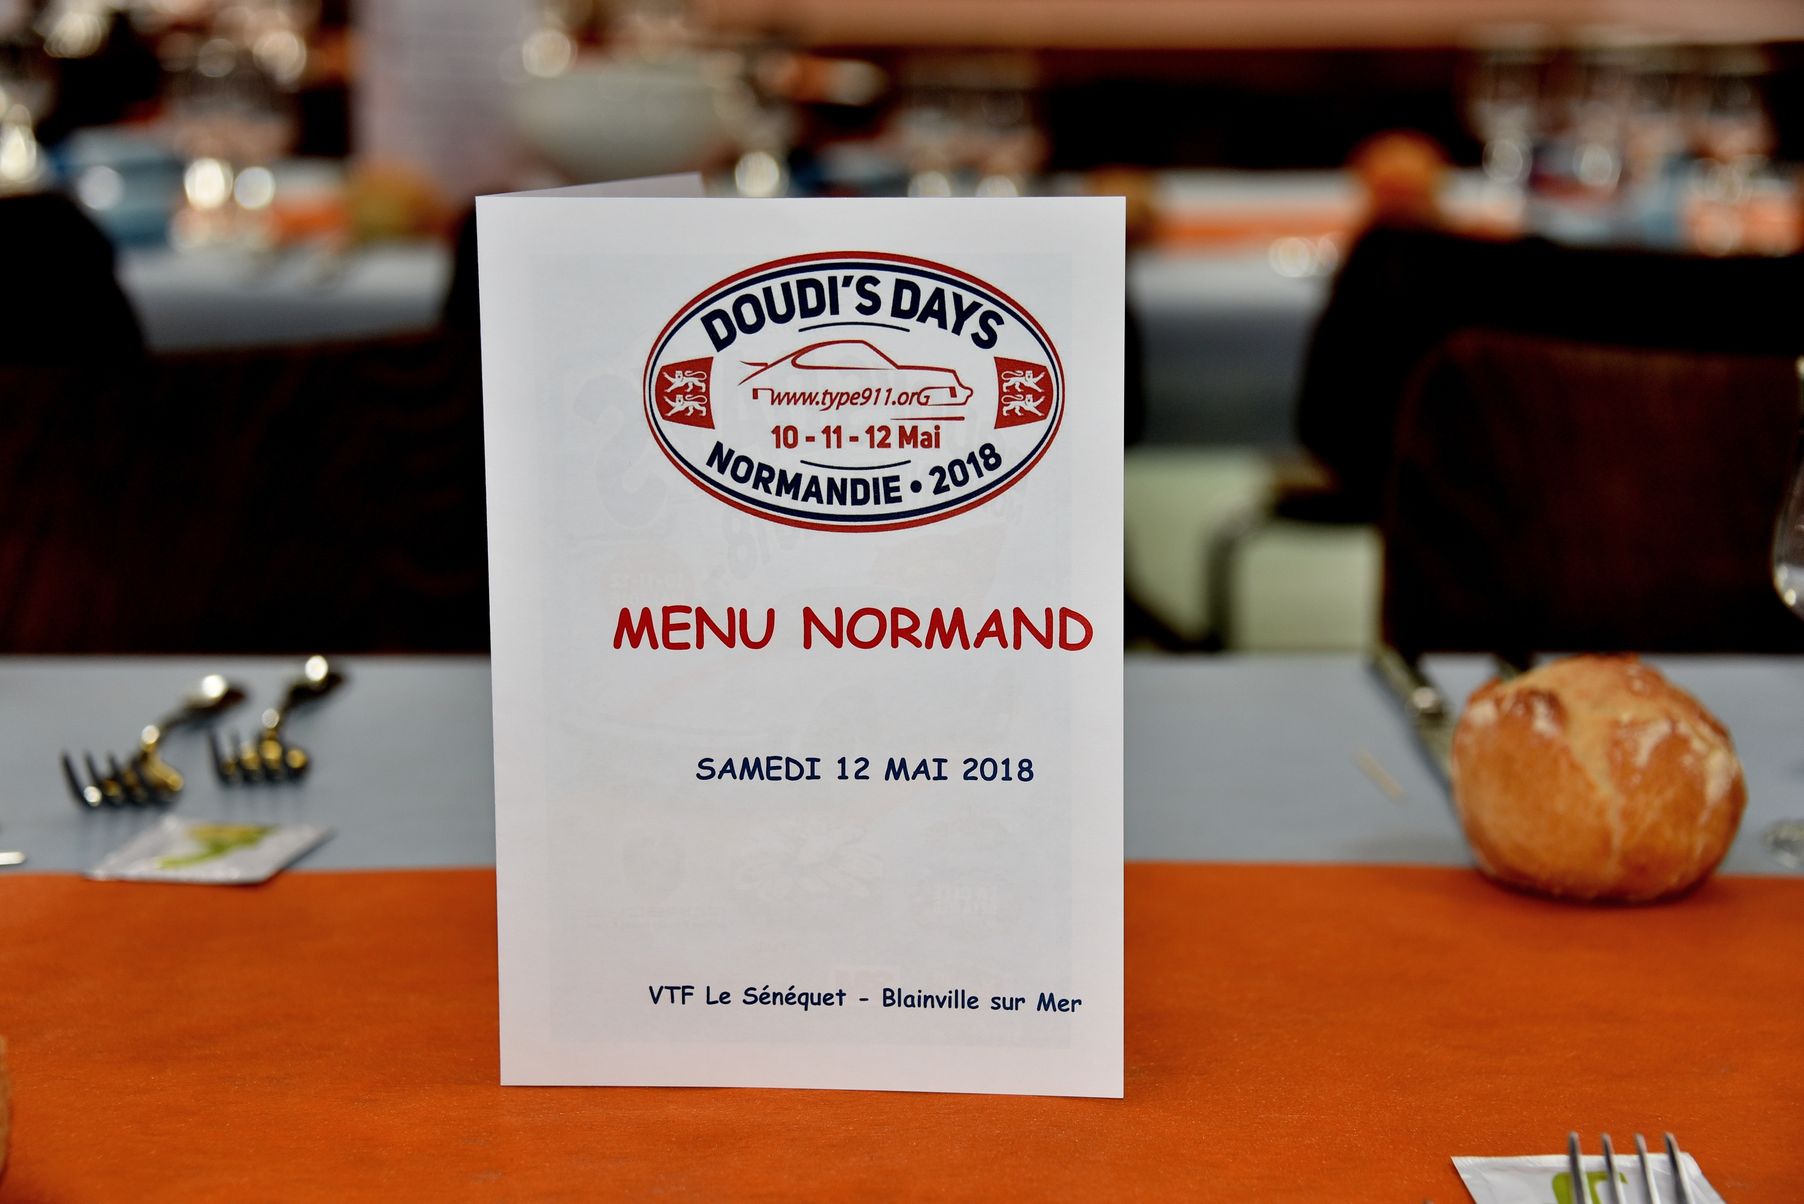 DOUDI'S DAYS
www.type911.orG
10 - 11 - 12 Mai
NORMANDIE • 2018
MENU NORMAND
SAMEDI 12 MAI 2018
VTF Le Sénéquet - Blainville sur Mer